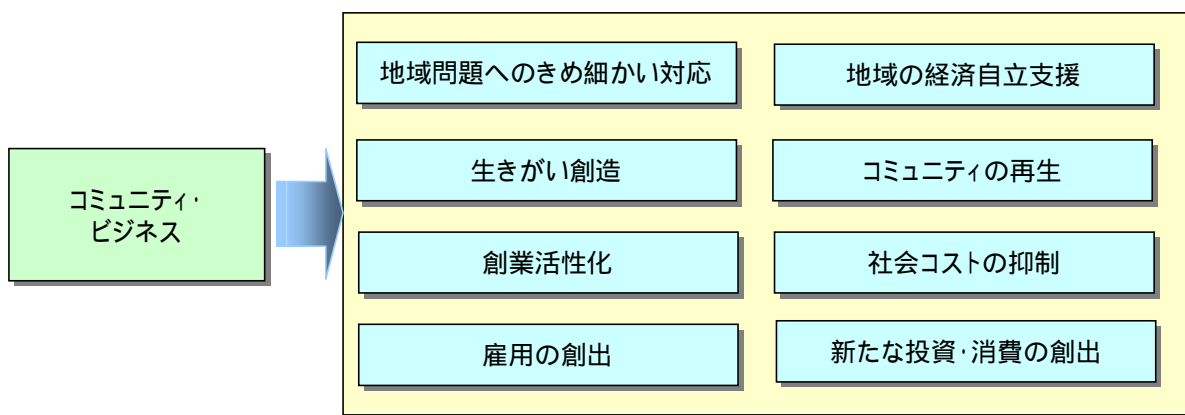 コミュニティ・
ビジネス
地域問題へのきめ細かい対応
地域の経済自立支援
生きがい創造
コミュニティの再生
創業活性化
社会コストの抑制
雇用の創出
新たな投資・消費の創出